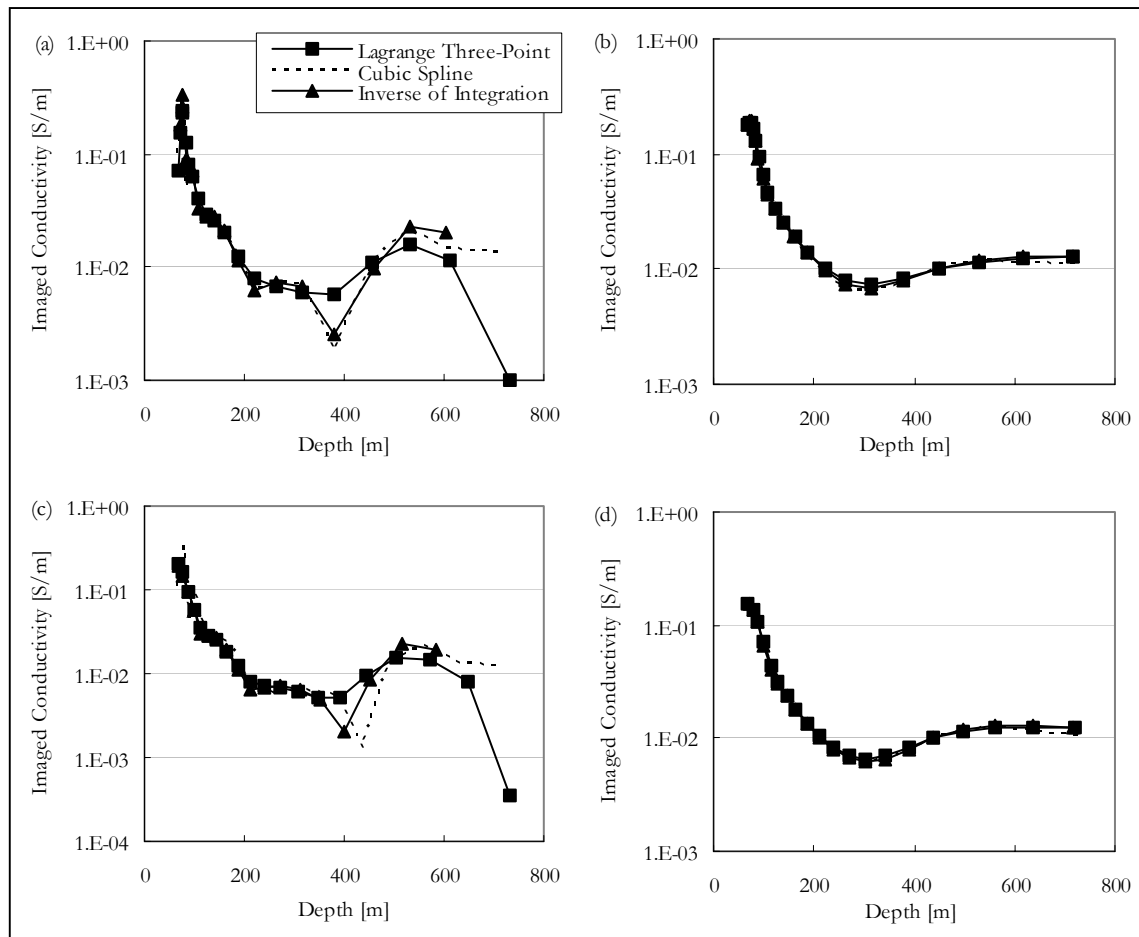 (a)
1.E+00
1.E-01
1.E-02
1.E-03
Imaged Conductivity [S/m]
Lagrange Three-Point
Cubic Spline
Inverse of Integration
0 200 400 600 800
Depth [m]
(b)
1.E+00
1.E-01
1.E-02
1.E-03
Imaged Conductivity [S/m]
0 200 400 600 800
Depth [m]
(c)
1.E+00
1.E-01
1.E-02
1.E-03
1.E-04
Imaged Conductivity [S/m]
0 200 400 600 800
Depth [m]
(d)
1.E+00
1.E-01
1.E-02
1.E-03
Imaged Conductivity [S/m]
0 200 400 600 800
Depth [m]